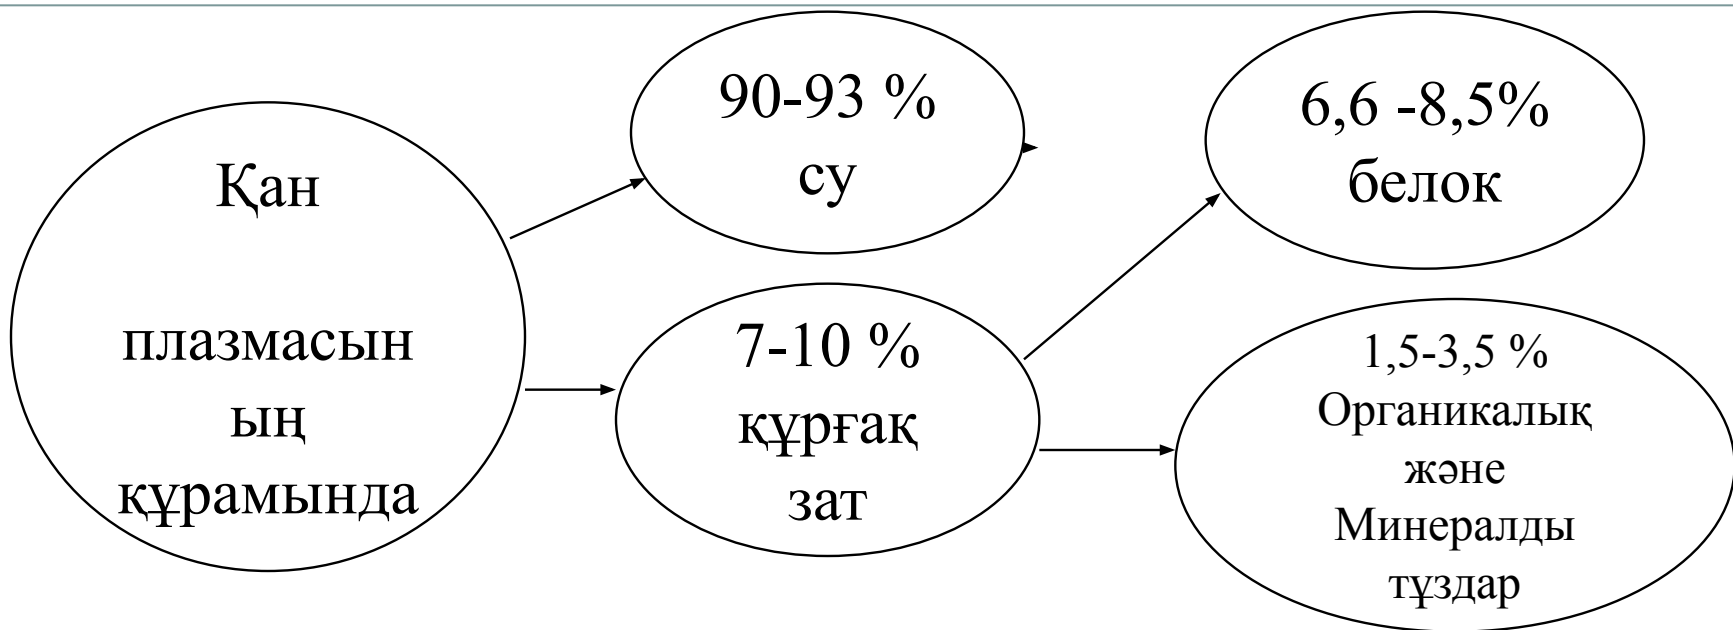 Қан
плазмасын
ың
құрамында
90-93 %
су
7-10 %
құрғақ
зат
6,6 -8,5%
белок
1,5-3,5 %
Органикалық
және
Минералды
тұздар